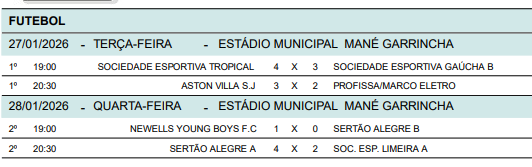 FUTEBOL
27/01/2026 - TERÇA-FEIRA - ESTÁDIO MUNICIPAL MANÉ GARRINCHA
1º 19:00 SOCIEDADE ESPORTIVA TROPICAL 4 X 3 SOCIEDADE ESPORTIVA GAÚCHA B
1º 20:30 ASTON VILLA S.J 3 X 2 PROFISSA/MARCO ELETRO
28/01/2026 - QUARTA-FEIRA - ESTÁDIO MUNICIPAL MANÉ GARRINCHA
2º 19:00 NEWELLS YOUNG BOYS F.C 1 X 0 SERTÃO ALEGRE B
2º 20:30 SERTÃO ALEGRE A 4 X 2 SOC. ESP. LIMEIRA A